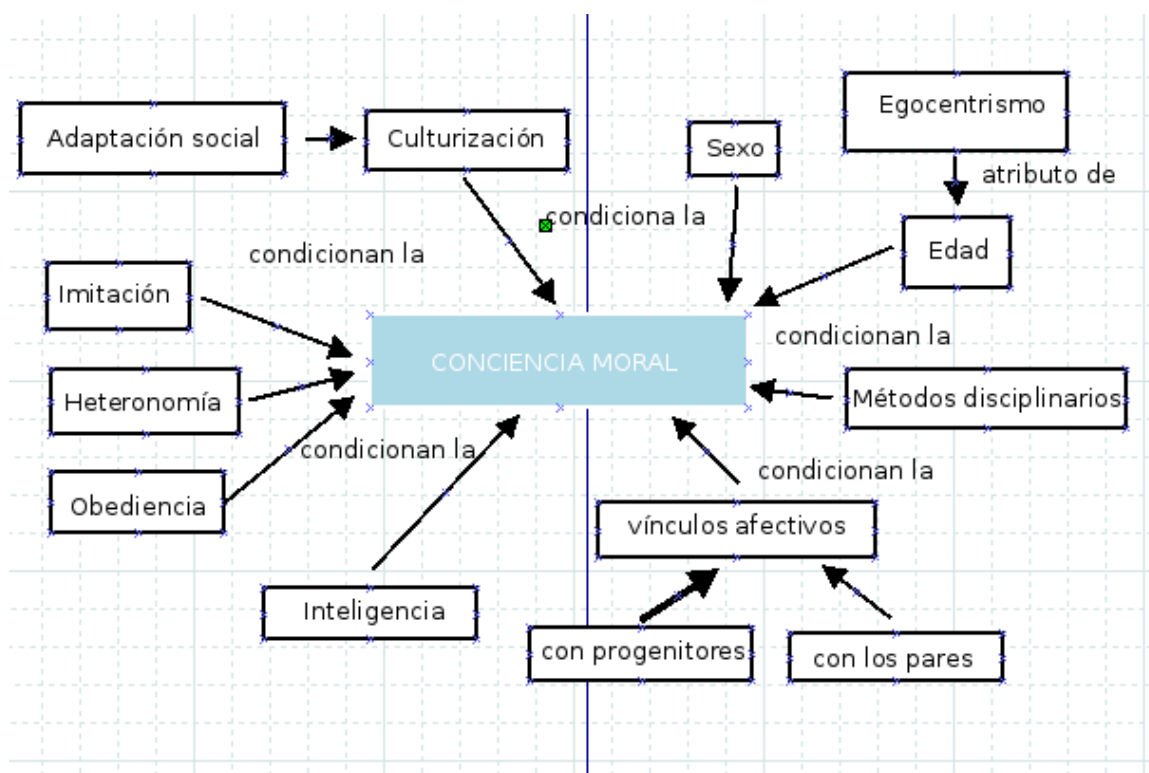 Egocentrismo
Adaptación social
Culturización
Sexo
atributo de
condiciona la
condicionan la
Edad
Imitación
condicionan la
CONCIENCIA MORAL
Heteronomía
Métodos disciplinarios
condicionan la
condicionan la
Obediencia
vínculos afectivos
Inteligencia
con progenitores
con los pares